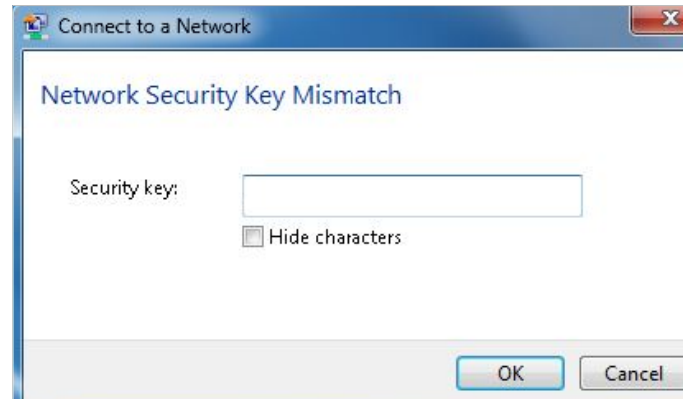 Connect to a Network
Network Security Key Mismatch
Security key:
Hide characters
OK Cancel